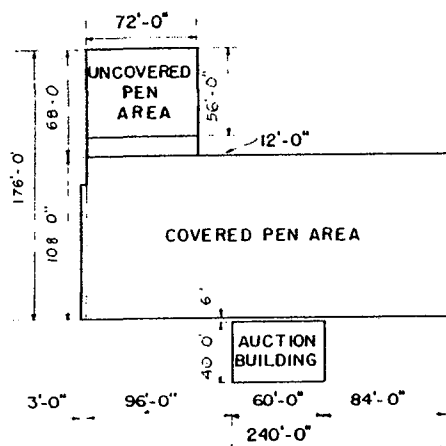 72'-0"
UNCOVERED
PEN
AREA
56'-0"
68-0
12'-0"
176'-0'
108 0"
COVERED PEN AREA
6'
40 0'
AUCTION
BUILDING
3'-0" 96'-0" 60'-0" 84'-0"
240'-0"